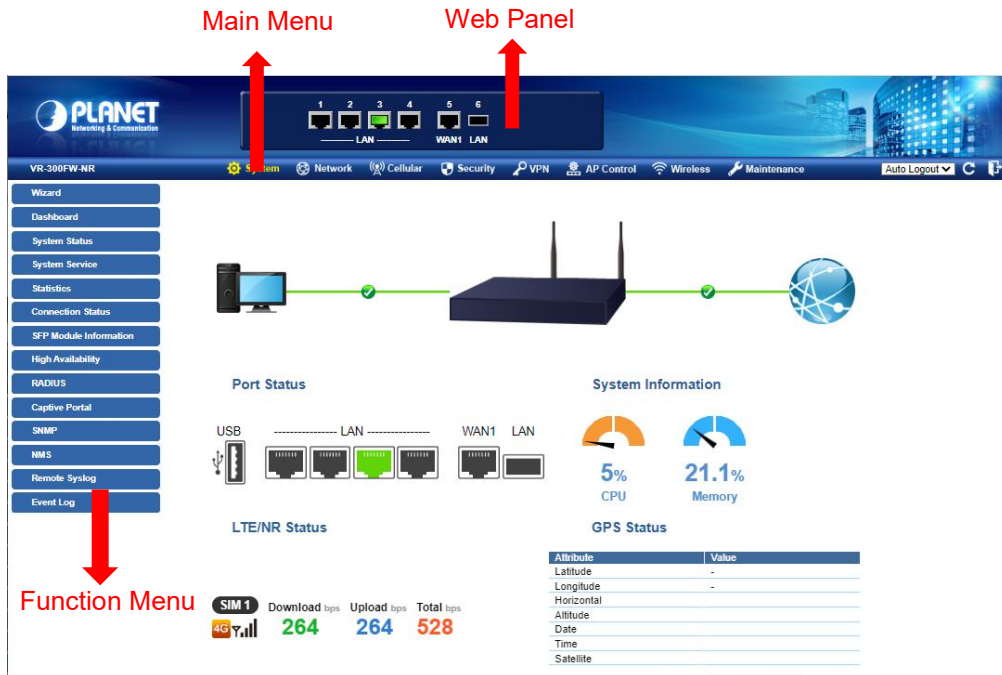 Main Menu
Web Panel
PLANET
Networking & Communication
1 2 3 4 5 6
LAN WAN1 LAN
VR-300FW-NR
System Network Cellular Security VPN AP Control Wireless Maintenance
Auto Logout
Wizard
Dashboard
System Status
System Service
Statistics
Connection Status
SFP Module Information
High Availability
RADIUS
Captive Portal
SNMP
NMS
Remote Syslog
Event Log
Function Menu
Port Status
USB
LAN
WAN1
LAN
System Information
5%
CPU
21.1%
Memory
LTE/NR Status
SIM 1
4G
Download bps
264
Upload bps
264
Total bps
528
GPS Status
Attribute Value
Latitude -
Longitude -
Horizontal
Altitude
Date
Time
Satellite